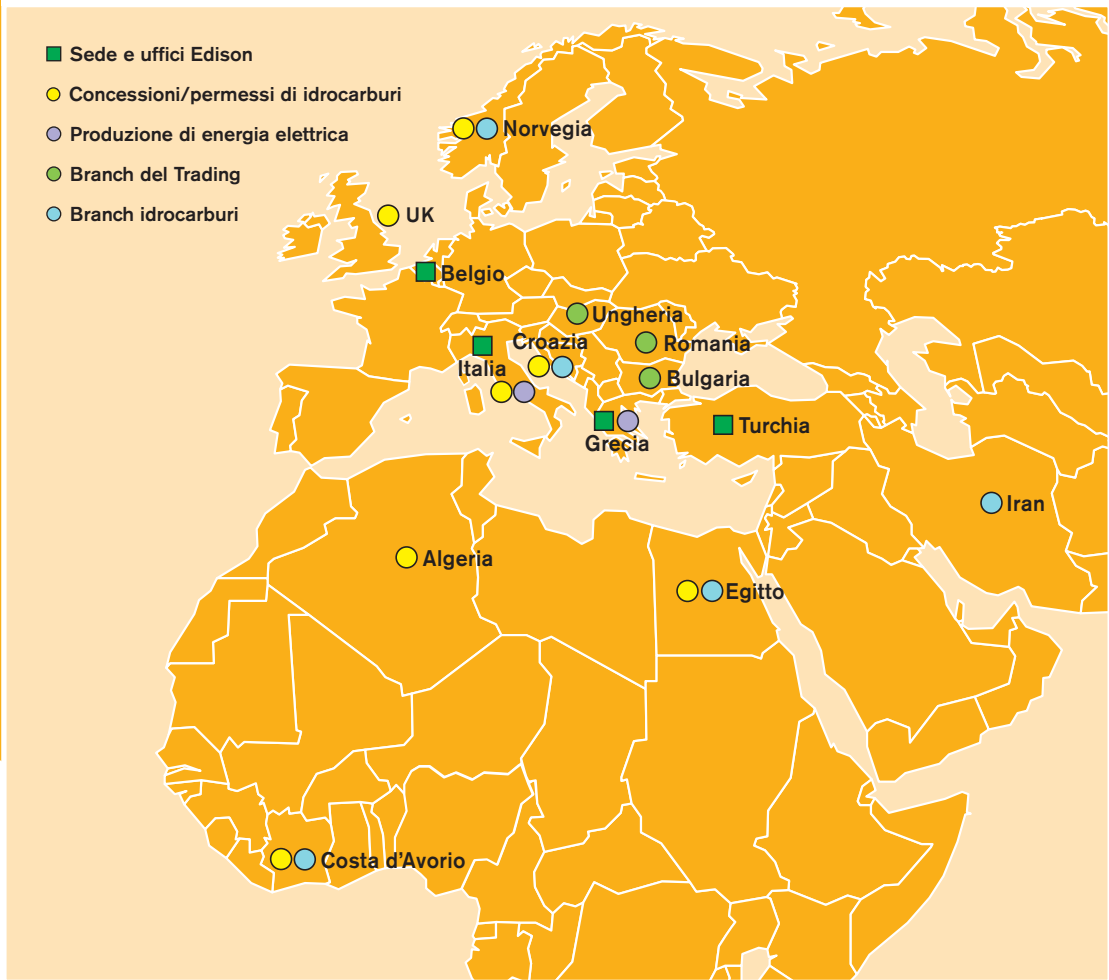 Sede e uffici Edison
Concessioni/permessi di idrocarburi
Produzione di energia elettrica
Branch del Trading
Branch idrocarburi
Norvegia
UK
Belgio
Ungheria
Croazia
Romania
Italia
Bulgaria
Grecia
Turchia
Iran
Algeria
Egitto
Costa d'Avorio